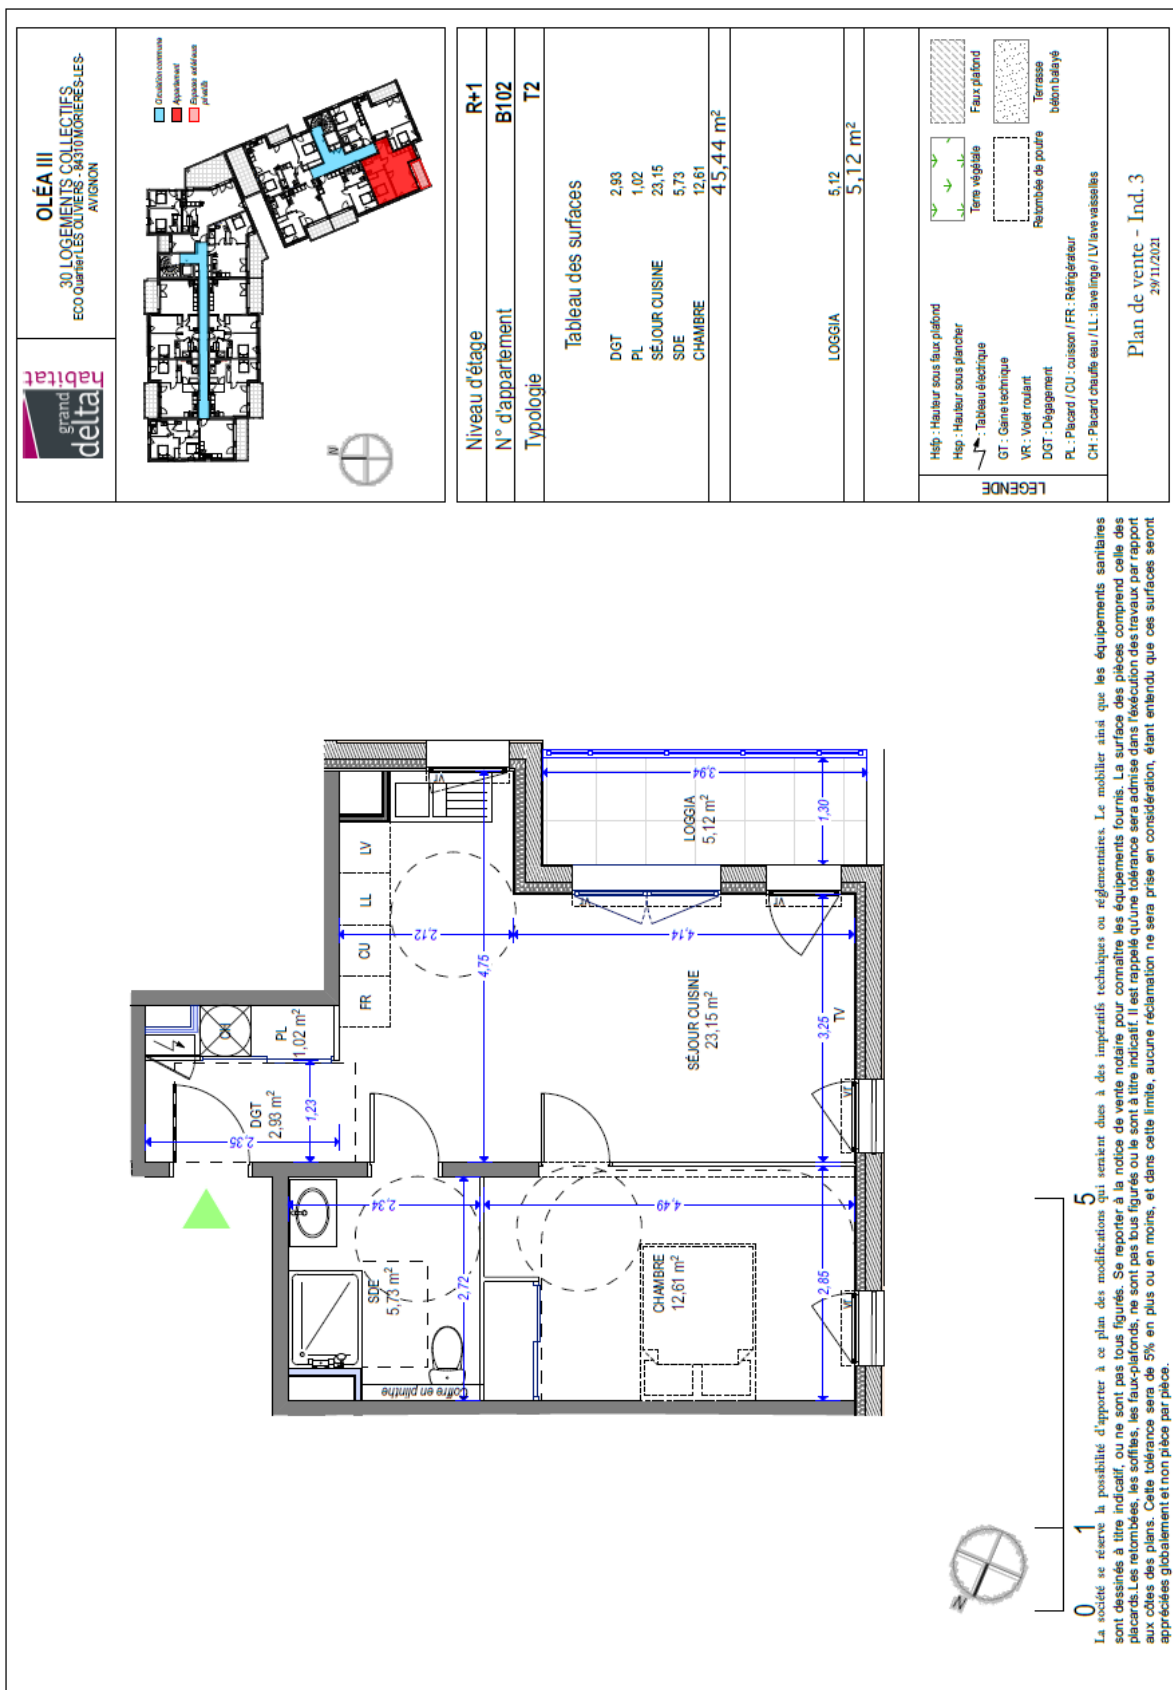 grand
delta
habitat
OLÉA III
30 LOGEMENTS COLLECTIFS
ECO Quartier LES OLIVIERS - 84310 MORIERES-LES-
AVIGNON
Circulation commune
Appartement
Espaces extérieurs
privatifs
N
Niveau d'étage R+1
N° d'appartement B102
Typologie T2
Tableau des surfaces
DGT 2,93
PL 1,02
SÉJOUR CUISINE 23,15
SDE 5,73
CHAMBRE 12,61
45,44 m²
LOGGIA 5,12
5,12 m²
LEGENDE
Hsfp : Hauteur sous faux plafond
Hsp : Hauteur sous plancher
: Tableau électrique
GT : Gaine technique
VR : Volet roulant
DGT : Dégagement
PL : Placard / CU : cuisson / FR : Réfrigérateur
CH : Placard chauffe eau / LL : lave linge / LV lave vaisselles
Terre végétale
Faux plafond
Retombée de poutre
Terrasse
béton balayé
Plan de vente - Ind. 3
29/11/2021
DGT
2,93 m²
2,35
1,23
PL
1,02 m²
CH
FR
CU
LL
LV
2,12
4,75
vr
LOGGIA
5,12 m²
3,94
1,30
vr
vr
4,14
SÉJOUR CUISINE
23,15 m²
3,25
TV
vr
SDE
5,73 m²
2,34
2,72
Coffre en plinthe
CHAMBRE
12,61 m²
4,49
2,85
vr
N
0 1 5
La société se réserve la possibilité d'apporter à ce plan des modifications qui seraient dues à des impératifs techniques ou réglementaires. Le mobilier ainsi que les équipements sanitaires
sont dessinés à titre indicatif, ou ne sont pas tous figurés. Se reporter à la notice de vente notaire pour connaître les équipements fournis. La surface des pièces comprend celle des
placards.Les retombées, les soffites, les faux-plafonds, ne sont pas tous figurés ou le sont à titre indicatif. Il est rappelé qu'une tolérance sera admise dans l'éxécution des travaux par rapport
aux côtes des plans. Cette tolérance sera de 5% en plus ou en moins, et dans cette limite, aucune réclamation ne sera prise en considération, étant entendu que ces surfaces seront
appréciées globalement et non pièce par pièce.